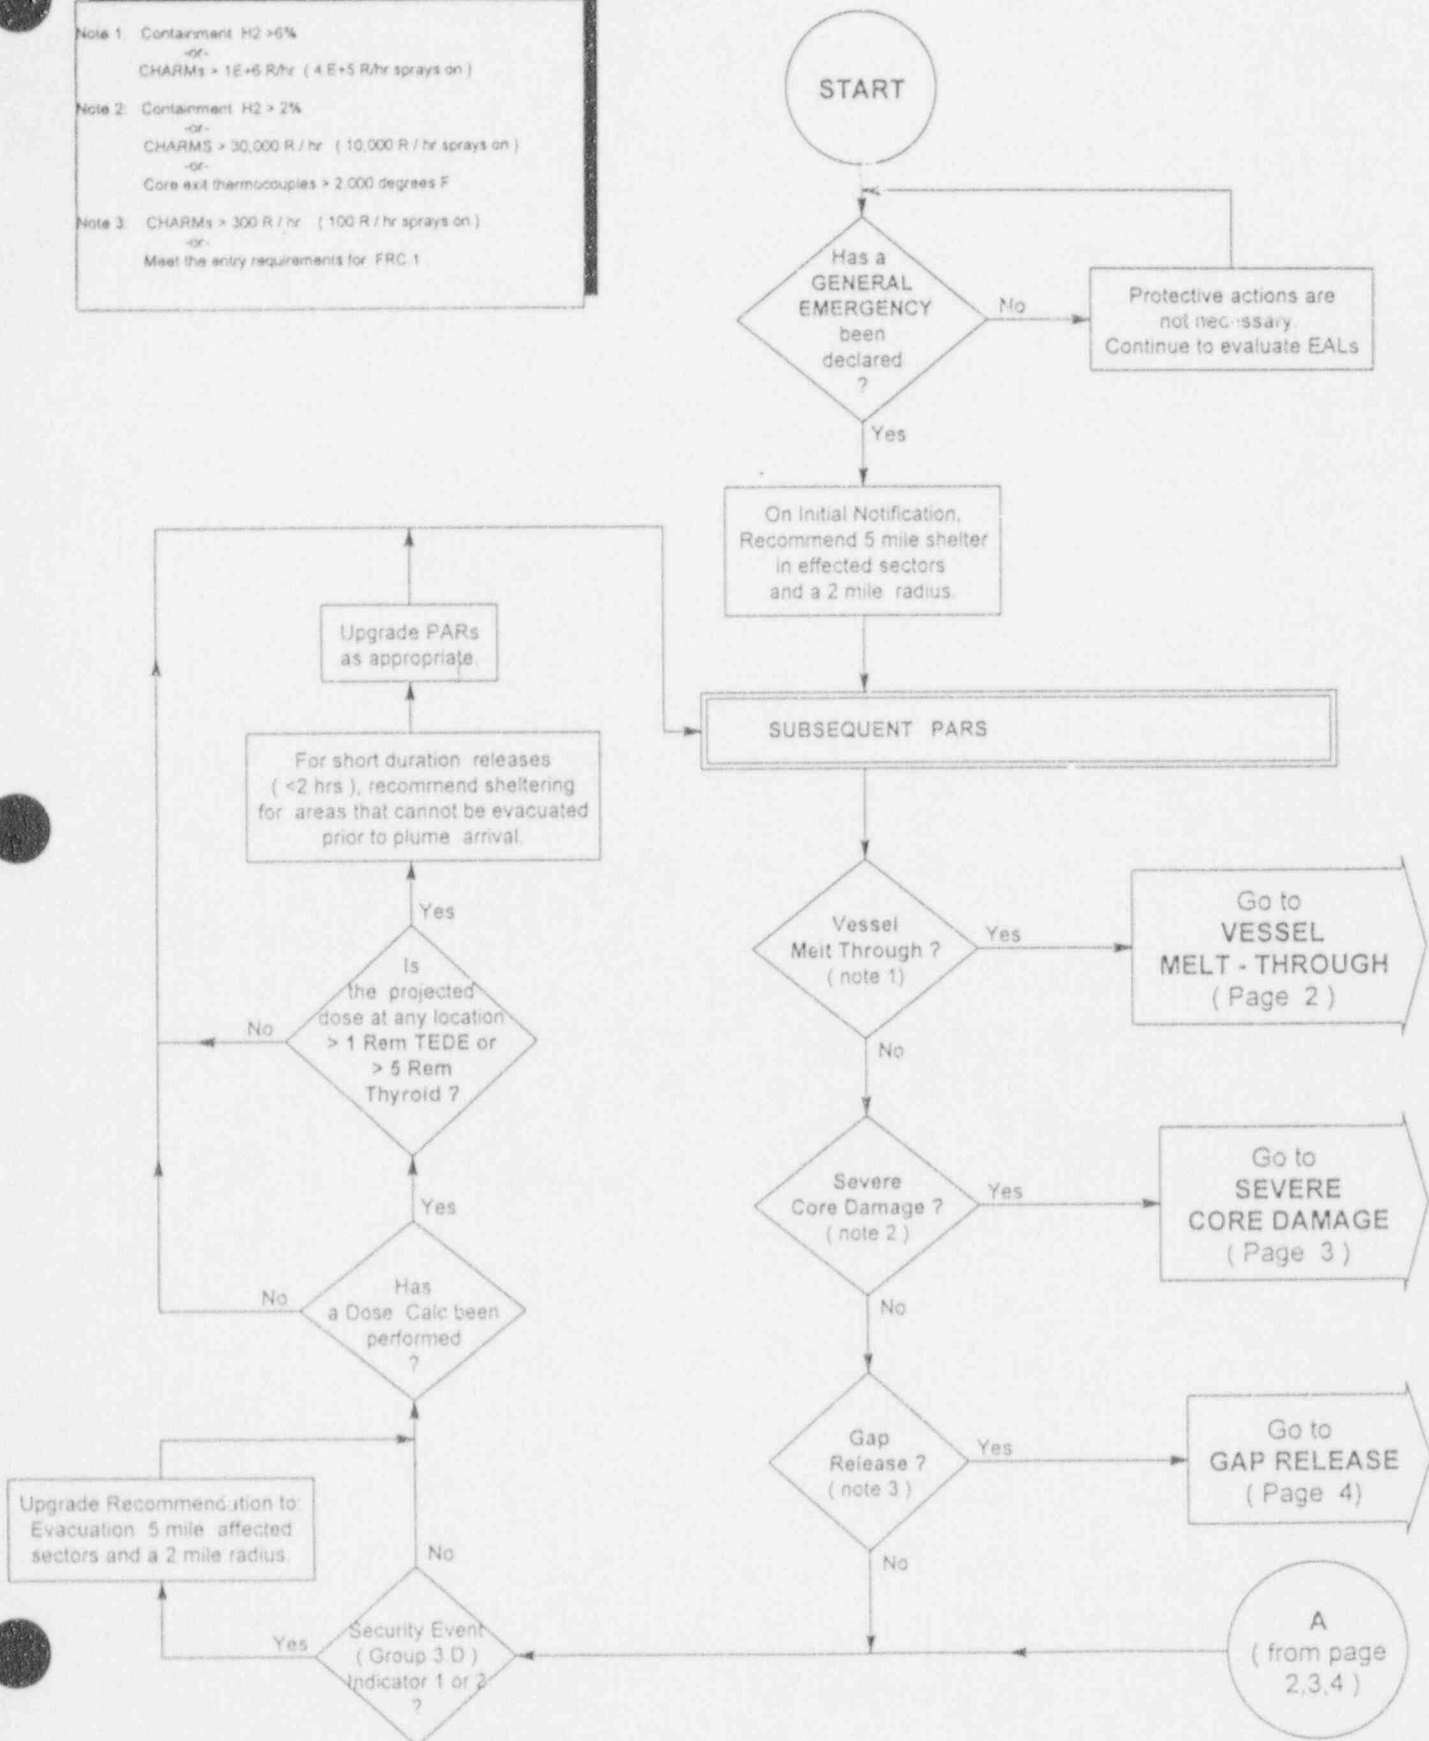 Note 1: Containment H2 >6%
-or-
CHARMs > 1E+6 R/hr ( 4 E+5 R/hr sprays on )
Note 2: Containment H2 > 2%
-or-
CHARMS > 30,000 R / hr ( 10,000 R / hr sprays on )
-or-
Core exit thermocouples > 2,000 degrees F
Note 3: CHARMs > 300 R / hr ( 100 R / hr sprays on )
-or-
Meet the entry requirements for FRC.1
START
Has a
GENERAL
EMERGENCY
been
declared
?
No
Protective actions are
not necessary.
Continue to evaluate EALs
Yes
On Initial Notification,
Recommend 5 mile shelter
in effected sectors
and a 2 mile radius.
SUBSEQUENT PARS
Vessel
Melt Through ?
( note 1)
Yes
Go to
VESSEL
MELT - THROUGH
( Page 2 )
No
Severe
Core Damage ?
( note 2 )
Yes
Go to
SEVERE
CORE DAMAGE
( Page 3 )
No
Gap
Release ?
( note 3 )
Yes
Go to
GAP RELEASE
( Page 4)
No
A
( from page
2,3,4 )
Security Event
( Group 3.D )
Indicator 1 or 2
?
Yes
Upgrade Recommendation to:
Evacuation 5 mile affected
sectors and a 2 mile radius.
No
Has
a Dose Calc been
performed
?
No
Yes
Is
the projected
dose at any location
> 1 Rem TEDE or
> 5 Rem
Thyroid ?
No
Yes
For short duration releases
( <2 hrs ), recommend sheltering
for areas that cannot be evacuated
prior to plume arrival.
Upgrade PARs
as appropriate.